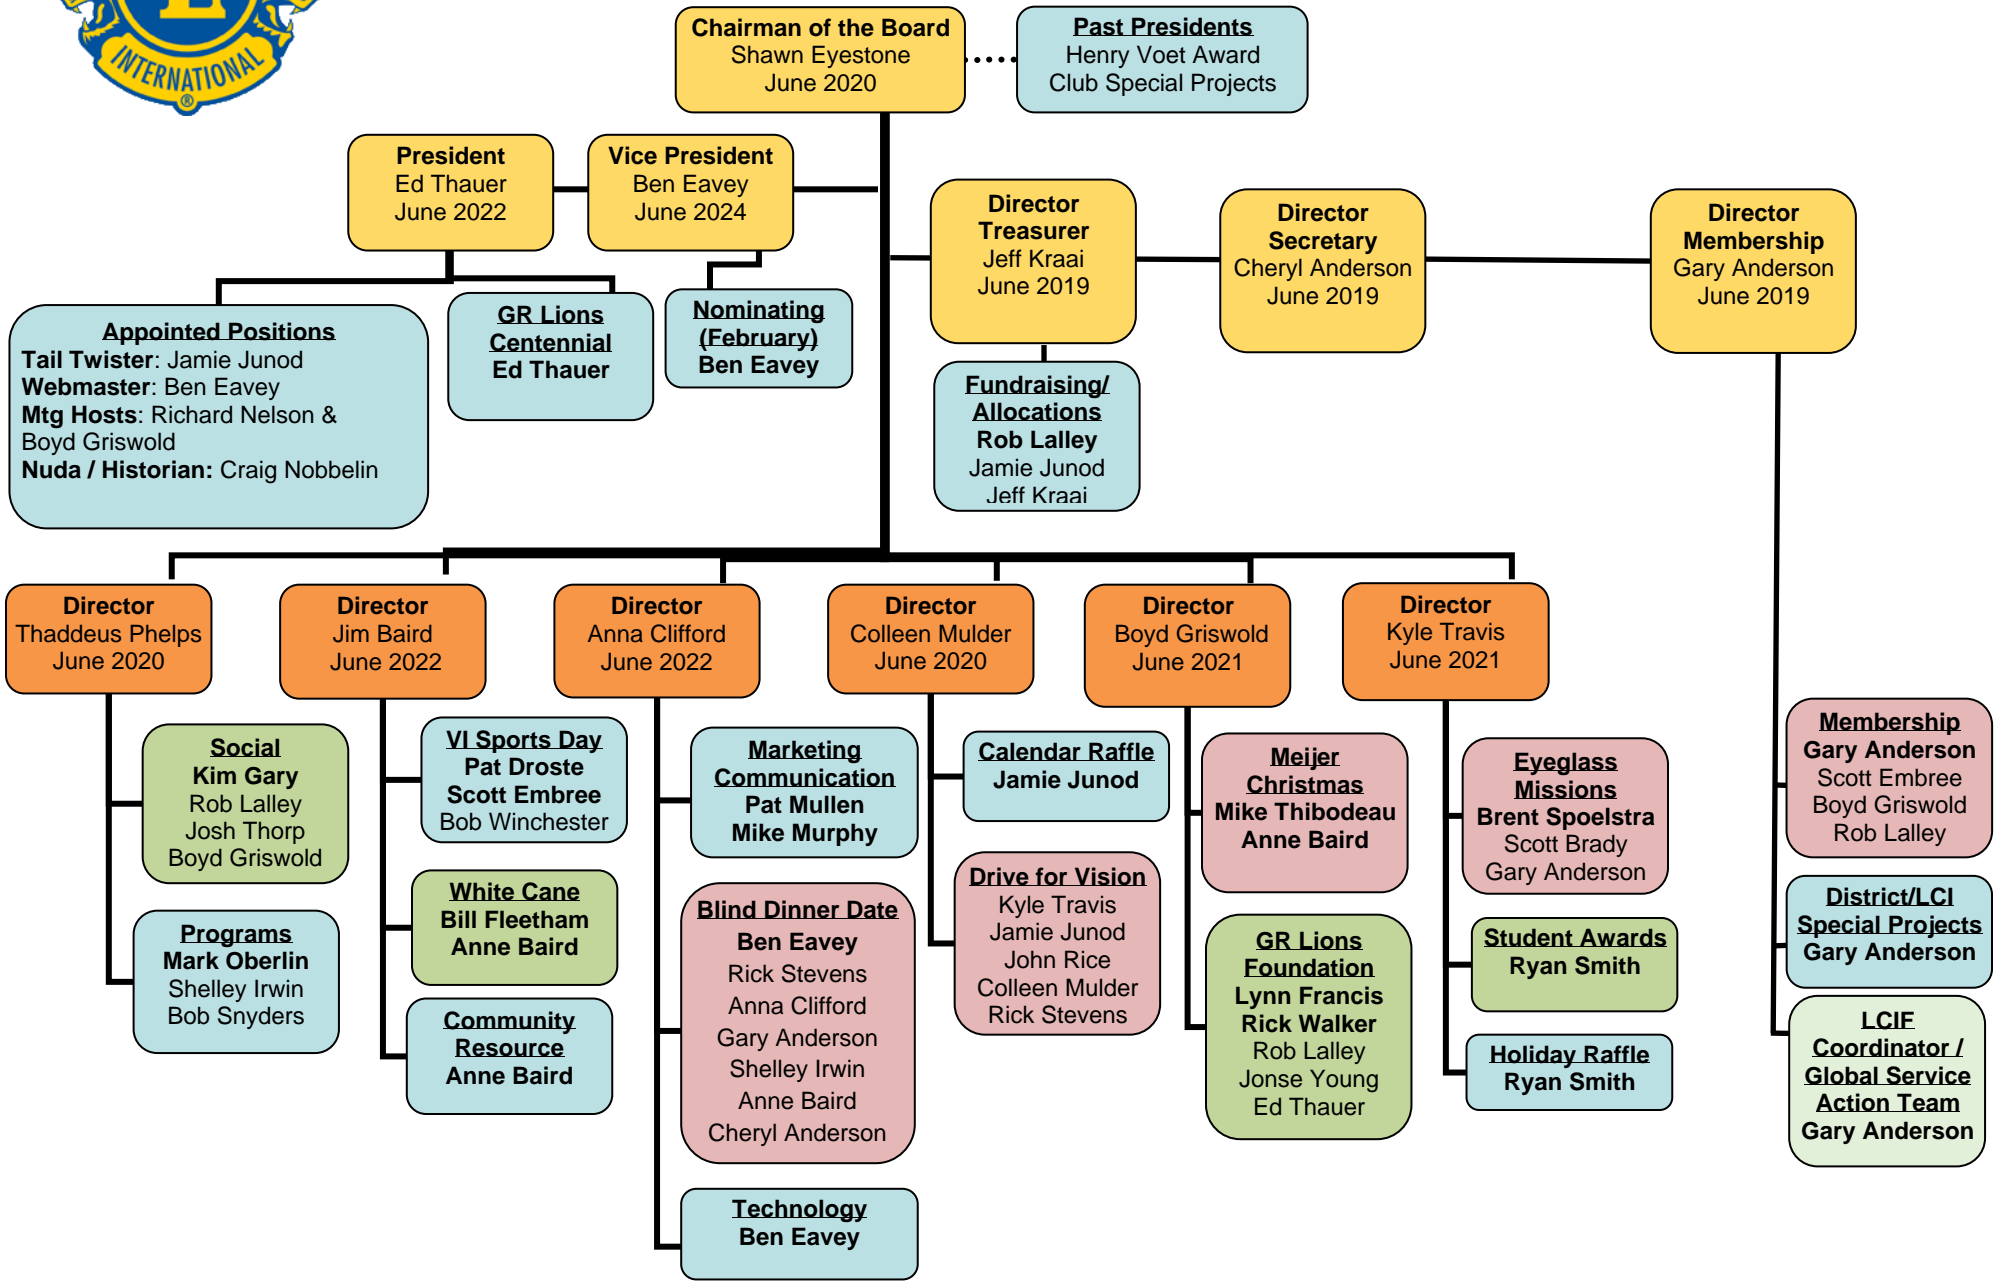 L
INTERNATIONAL
®
Chairman of the Board
Shawn Eyestone
June 2020
Past Presidents
Henry Voet Award
Club Special Projects
President
Ed Thauer
June 2022
Vice President
Ben Eavey
June 2024
Director
Treasurer
Jeff Kraai
June 2019
Director
Secretary
Cheryl Anderson
June 2019
Director
Membership
Gary Anderson
June 2019
Appointed Positions
Tail Twister: Jamie Junod
Webmaster: Ben Eavey
Mtg Hosts: Richard Nelson &
Boyd Griswold
Nuda / Historian: Craig Nobbelin
GR Lions
Centennial
Ed Thauer
Nominating
(February)
Ben Eavey
Fundraising/
Allocations
Rob Lalley
Jamie Junod
Jeff Kraai
Director
Thaddeus Phelps
June 2020
Director
Jim Baird
June 2022
Director
Anna Clifford
June 2022
Director
Colleen Mulder
June 2020
Director
Boyd Griswold
June 2021
Director
Kyle Travis
June 2021
Social
Kim Gary
Rob Lalley
Josh Thorp
Boyd Griswold
Programs
Mark Oberlin
Shelley Irwin
Bob Snyders
VI Sports Day
Pat Droste
Scott Embree
Bob Winchester
White Cane
Bill Fleetham
Anne Baird
Community
Resource
Anne Baird
Marketing
Communication
Pat Mullen
Mike Murphy
Blind Dinner Date
Ben Eavey
Rick Stevens
Anna Clifford
Gary Anderson
Shelley Irwin
Anne Baird
Cheryl Anderson
Technology
Ben Eavey
Calendar Raffle
Jamie Junod
Drive for Vision
Kyle Travis
Jamie Junod
John Rice
Colleen Mulder
Rick Stevens
Meijer
Christmas
Mike Thibodeau
Anne Baird
GR Lions
Foundation
Lynn Francis
Rick Walker
Rob Lalley
Jonse Young
Ed Thauer
Eyeglass
Missions
Brent Spoelstra
Scott Brady
Gary Anderson
Student Awards
Ryan Smith
Holiday Raffle
Ryan Smith
Membership
Gary Anderson
Scott Embree
Boyd Griswold
Rob Lalley
District/LCI
Special Projects
Gary Anderson
LCIF
Coordinator /
Global Service
Action Team
Gary Anderson